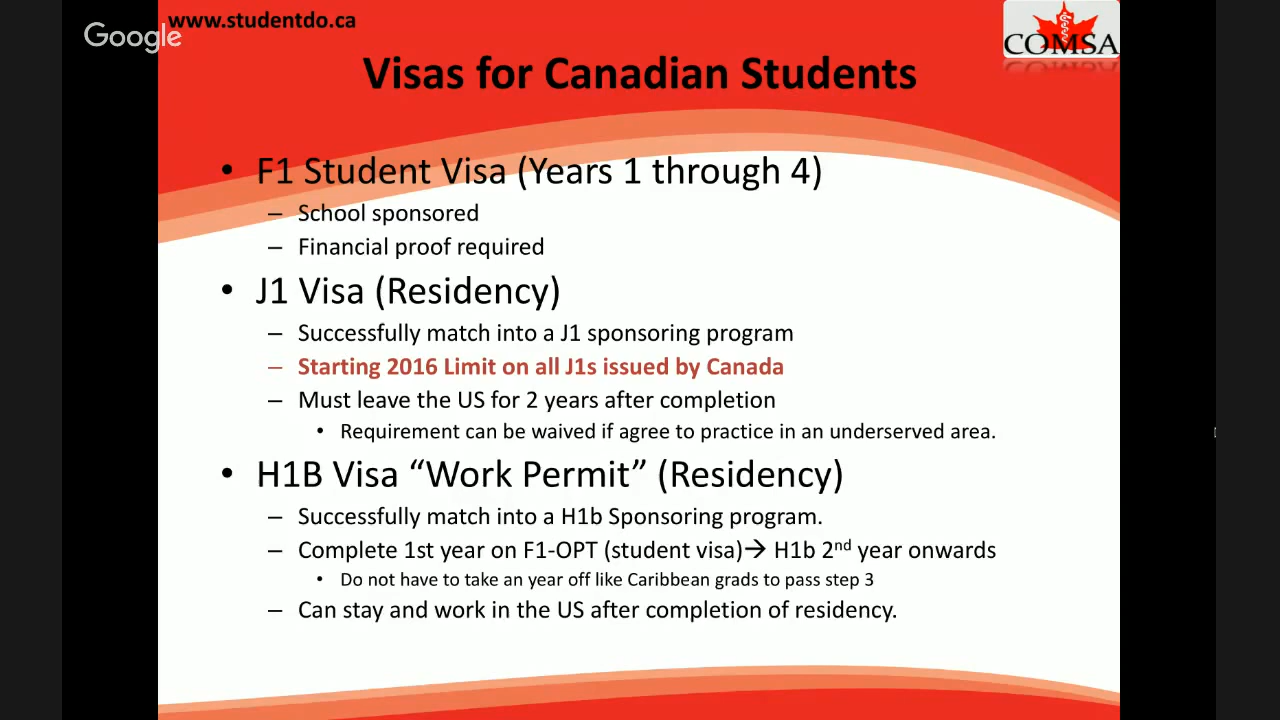 www.studentdo.ca
Google
COMSA
Visas for Canadian Students
• F1 Student Visa (Years 1 through 4)
– School sponsored
– Financial proof required
• J1 Visa (Residency)
– Successfully match into a J1 sponsoring program
– Starting 2016 Limit on all J1s issued by Canada
– Must leave the US for 2 years after completion
• Requirement can be waived if agree to practice in an underserved area.
• H1B Visa “Work Permit” (Residency)
– Successfully match into a H1b Sponsoring program.
– Complete 1st year on F1-OPT (student visa)→ H1b 2nd year onwards
• Do not have to take an year off like Caribbean grads to pass step 3
– Can stay and work in the US after completion of residency.